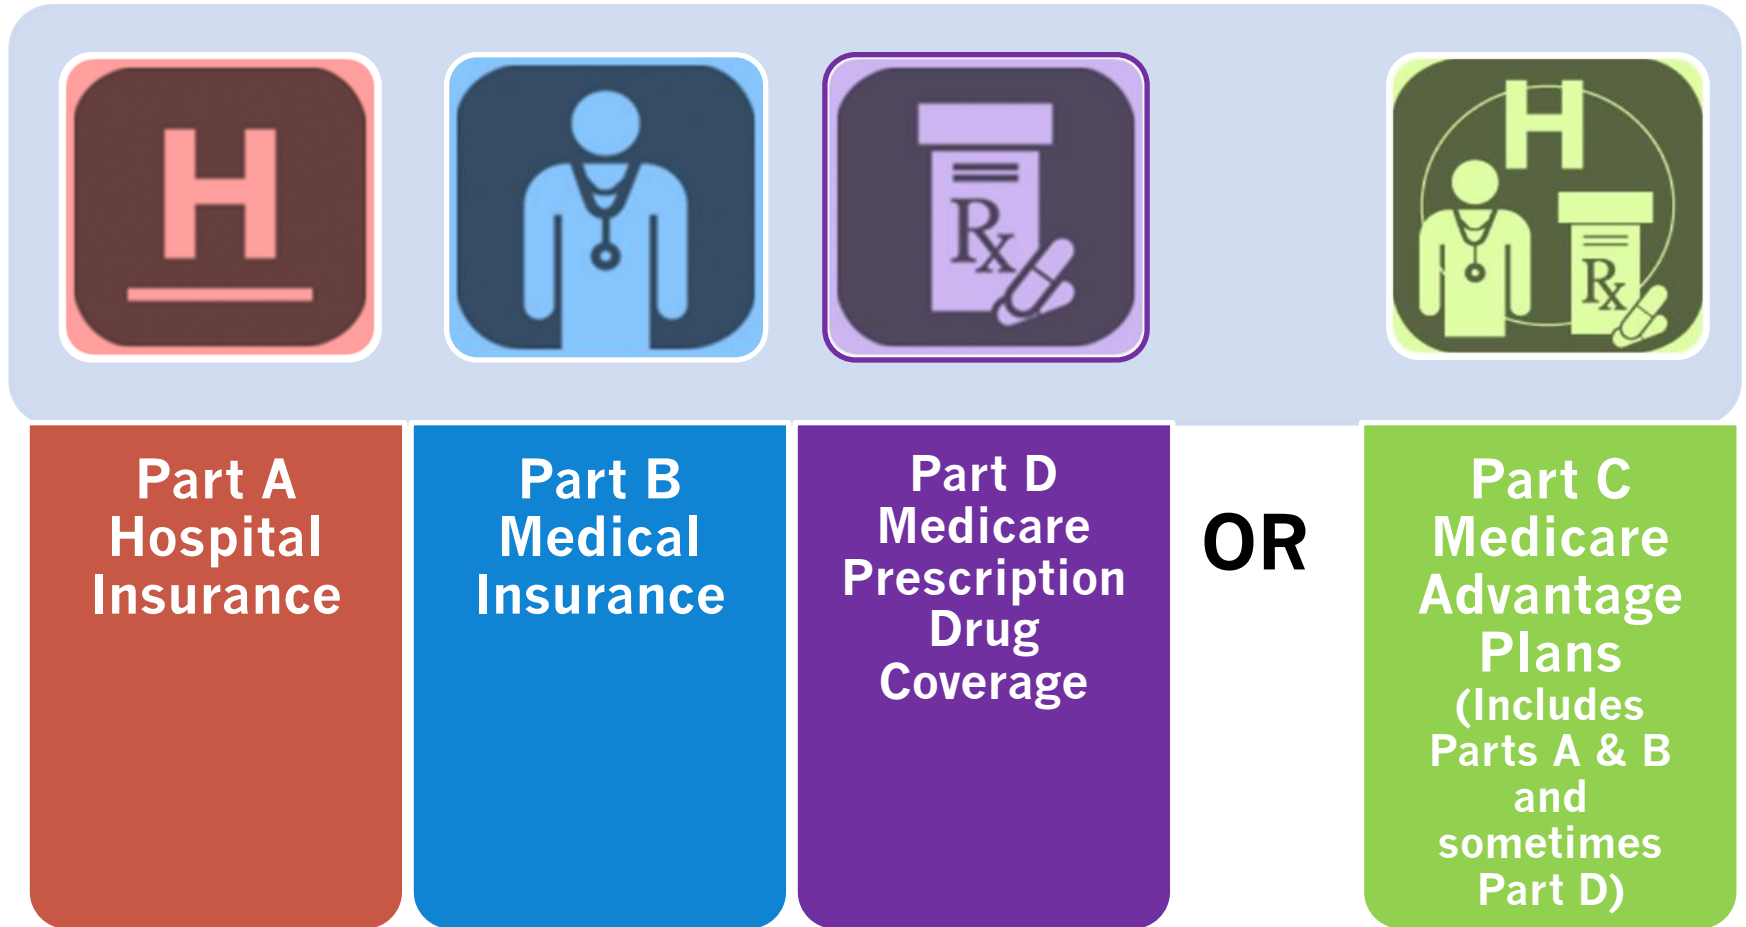 H
Rx
H
Rx
Part A
Hospital
Insurance
Part B
Medical
Insurance
Part D
Medicare
Prescription
Drug
Coverage
OR
Part C
Medicare
Advantage
Plans
(Includes
Parts A & B
and
sometimes
Part D)